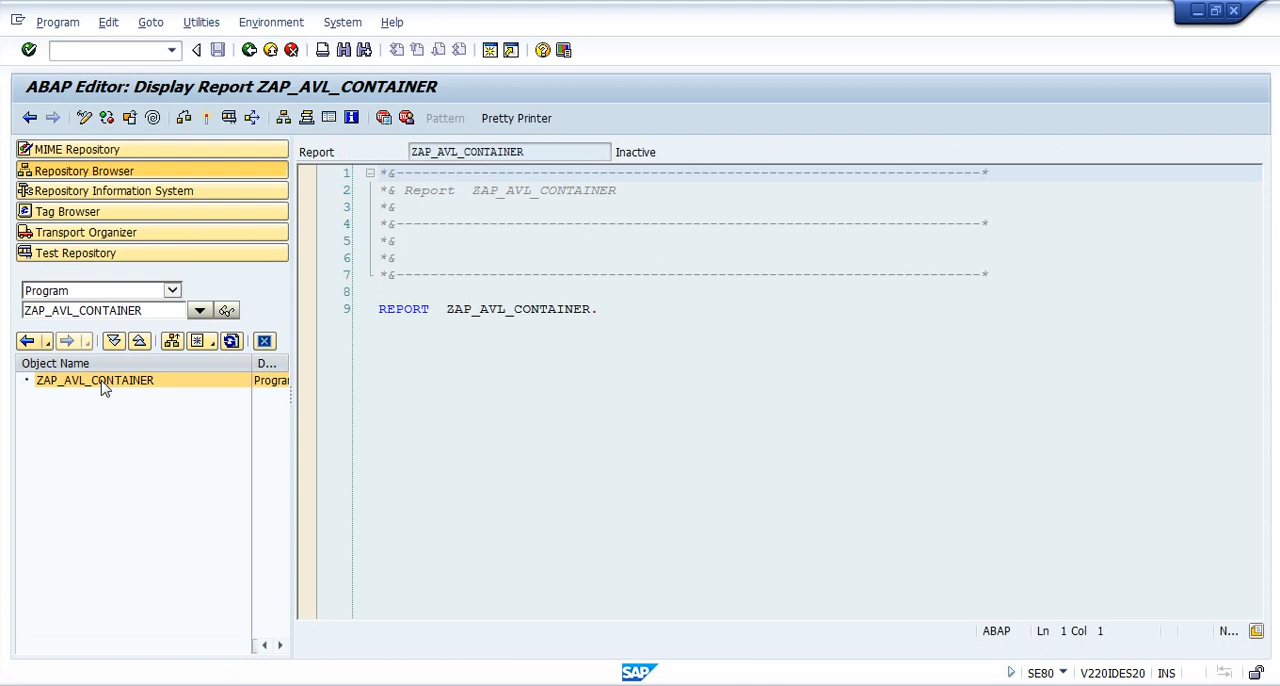 Program Edit Goto Utilities Environment System Help
ABAP Editor: Display Report ZAP_AVL_CONTAINER
Pattern Pretty Printer
MIME Repository
Repository Browser
Repository Information System
Tag Browser
Transport Organizer
Test Repository
Program
ZAP_AVL_CONTAINER
Object Name D...
ZAP_AVL_CONTAINER Progra
Report ZAP_AVL_CONTAINER Inactive
1 *&---------------------------------------------------------------------*
2 *& Report ZAP_AVL_CONTAINER
3 *&
4 *&---------------------------------------------------------------------*
5 *&
6 *&
7 *&---------------------------------------------------------------------*
8
9 REPORT ZAP_AVL_CONTAINER.
ABAP Ln 1 Col 1 N...
SAP SE80 V220IDES20 INS